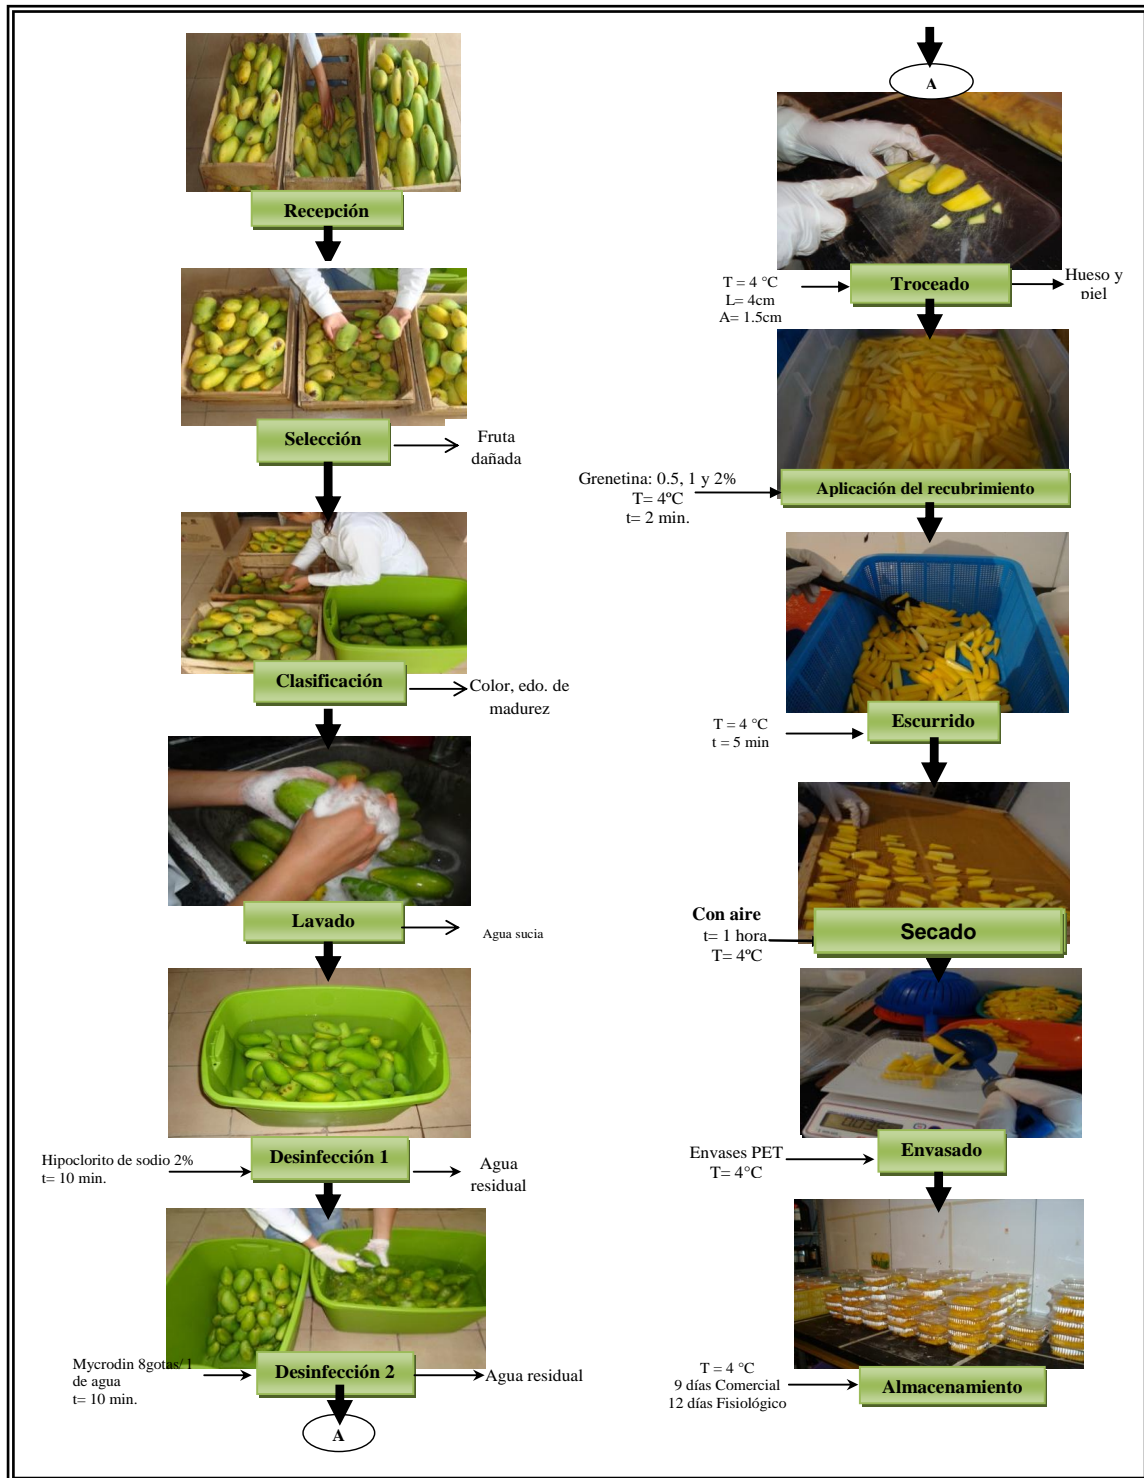 Recepción
Selección
Fruta
dañada
Clasificación
Color, edo. de
madurez
Lavado
Agua sucia
Hipoclorito de sodio 2%
t= 10 min.
Desinfección 1
Agua
residual
Mycrodin 8gotas/ l
de agua
t= 10 min.
Desinfección 2
Agua residual
A
A
T = 4 °C
L= 4cm
A= 1.5cm
Troceado
Hueso y
piel
Grenetina: 0.5, 1 y 2%
T= 4ºC
t= 2 min.
Aplicación del recubrimiento
T = 4 °C
t = 5 min
Escurrido
Con aire
t= 1 hora
T= 4ºC
Secado
Envases PET
T= 4°C
Envasado
T = 4 °C
9 días Comercial
12 días Fisiológico
Almacenamiento